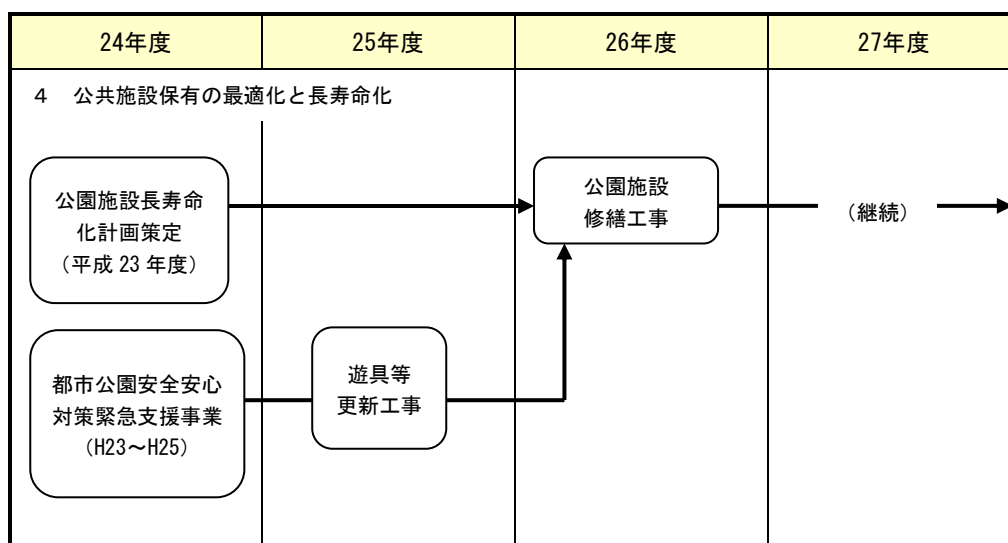 24年度
25年度
26年度
27年度
4 公共施設保有の最適化と長寿命化
公園施設長寿命
化計画策定
（平成 23 年度）
公園施設
修繕工事
（継続）
都市公園安全安心
対策緊急支援事業
（H23～H25）
遊具等
更新工事